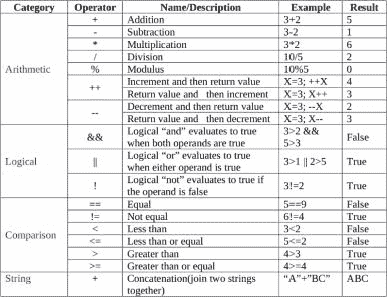 Category Operator Name/Description Example Result
Arithmetic
+ Addition 3+2 5
- Subtraction 3-2 1
* Multiplication 3*2 6
/ Division 10/5 2
% Modulus 10%5 0
++ Increment and then return value X=3; ++X 4
Return value and then increment X=3; X++ 3
-- Decrement and then return value X=3; --X 2
Return value and then decrement X=3; X-- 3
Logical
&& Logical “and” evaluates to true 3>2 && False
when both operands are true 5>3
|| Logical “or” evaluates to true 3>1 || 2>5 True
when either operand is true
! Logical “not” evaluates to true if 3!=2 True
the operand is false
Comparison
== Equal 5==9 False
!= Not equal 6!=4 True
< Less than 3<2 False
<= Less than or equal 5<=2 False
> Greater than 4>3 True
>= Greater than or equal 4>=4 True
String + Concatenation(join two strings “A”+”BC” ABC
together)